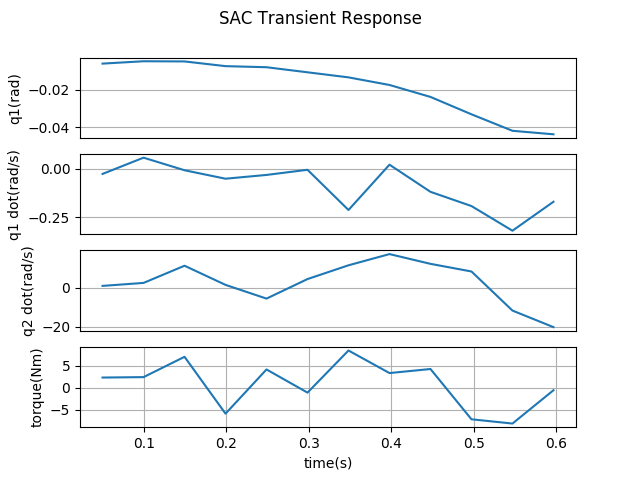 SAC Transient Response
q1(rad)
−0.02
−0.04
q1 dot(rad/s)
0.00
−0.25
q2 dot(rad/s)
0
−20
torque(Nm)
5
0
−5
0.1 0.2 0.3 0.4 0.5 0.6
time(s)